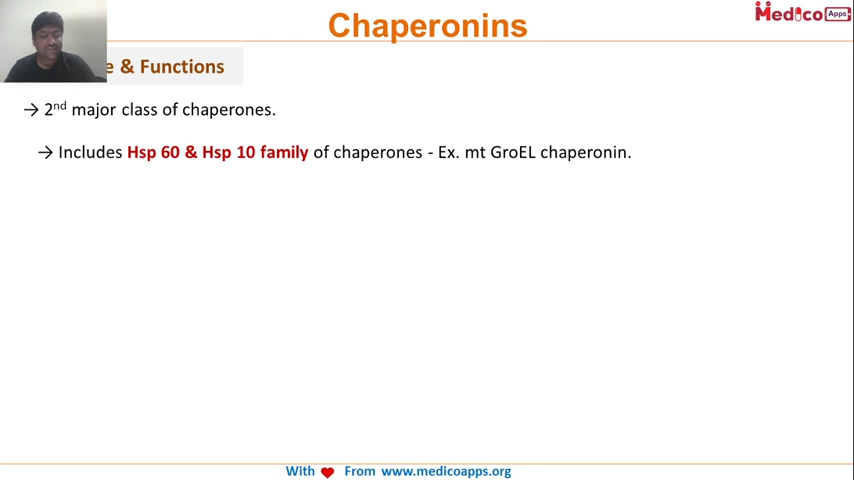 Chaperonins
Medico Apps
e & Functions
→ 2nd major class of chaperones.
→ Includes Hsp 60 & Hsp 10 family of chaperones - Ex. mt GroEL chaperonin.
With ❤ From www.medicoapps.org